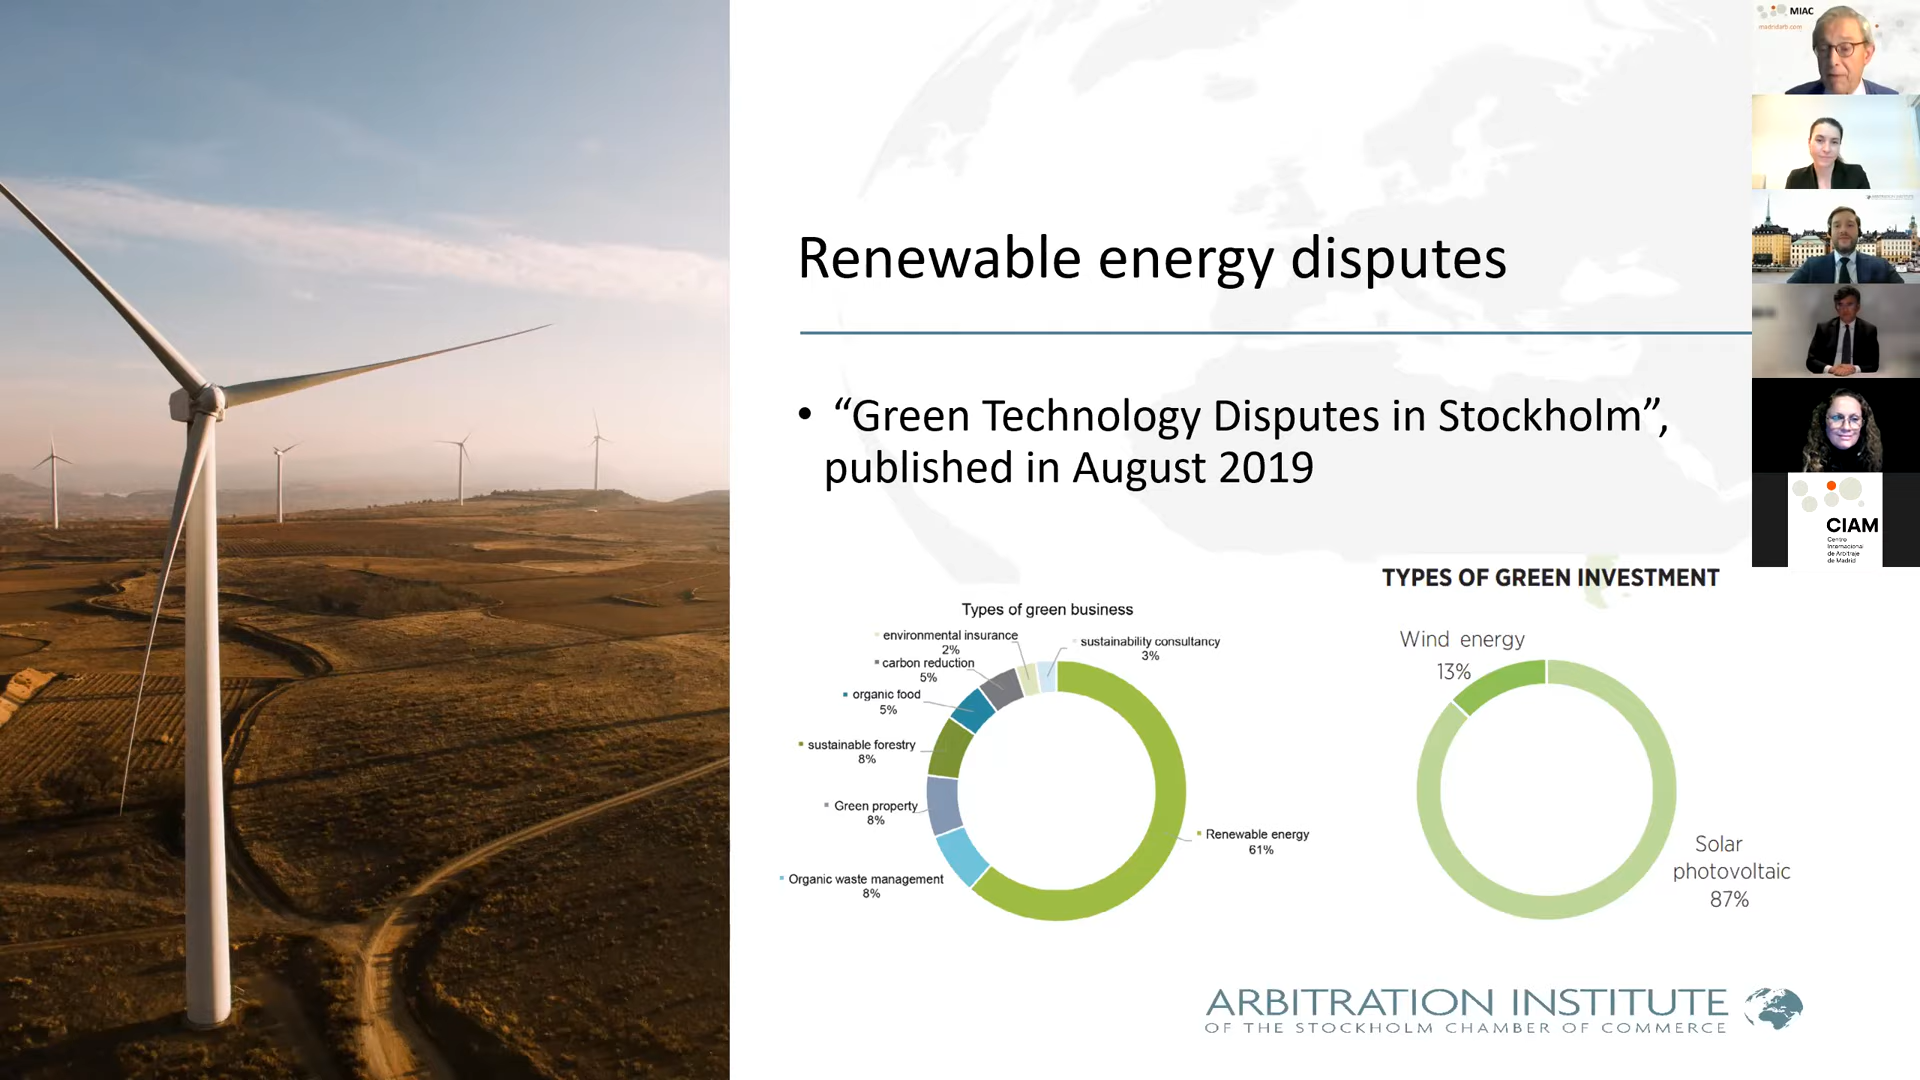 Renewable energy disputes
• “Green Technology Disputes in Stockholm”,
published in August 2019
Types of green business
environmental insurance
2%
sustainability consultancy
3%
carbon reduction
5%
organic food
5%
sustainable forestry
8%
Green property
8%
Organic waste management
8%
Renewable energy
61%
TYPES OF GREEN INVESTMENT
Wind energy
13%
Solar
photovoltaic
87%
ARBITRATION INSTITUTE
OF THE STOCKHOLM CHAMBER OF COMMERCE
MIAC
madridarb.com
CIAM
Centro
Internacional
de Arbitraje
de Madrid